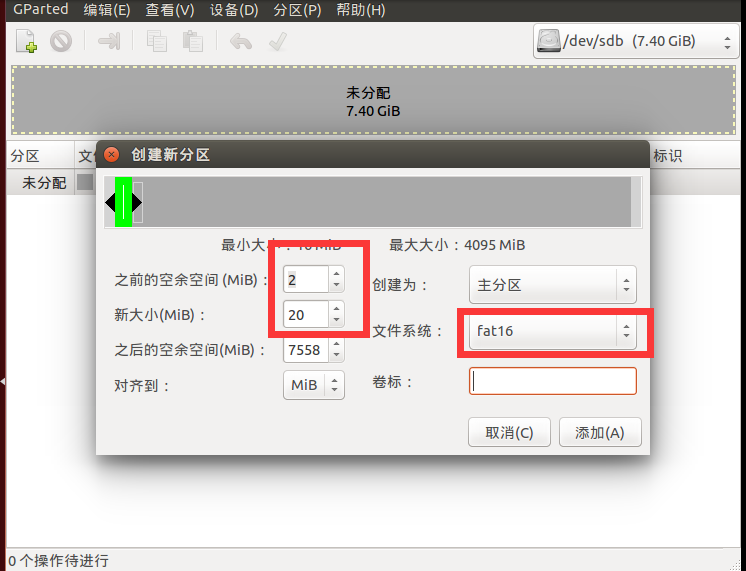 GParted 编辑(E) 查看(V) 设备(D) 分区(P) 帮助(H)
/dev/sdb (7.40 GiB)
未分配
7.40 GiB
分区 标识
未分配
创建新分区
最小大小: 最大大小:4095 MiB
之前的空余空间(MiB): 2 创建为: 主分区
新大小(MiB): 20 文件系统: fat16
之后的空余空间(MiB): 7558
对齐到: MiB 卷标:
取消(C) 添加(A)
0 个操作待进行